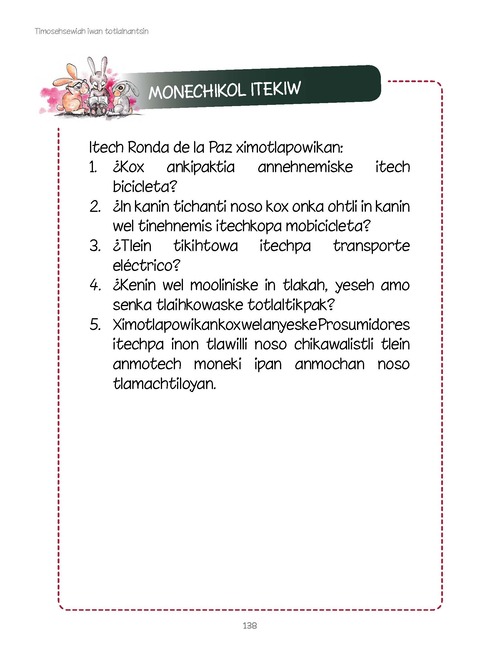 Timosehsewiah iwan totlalnantsin
MONECHIKOL ITEKIW
Itech Ronda de la Paz ximotlapowikan:
1. ¿Kox ankipaktia annehnemiske itech
bicicleta?
2. ¿In kanin tichanti noso kox onka ohtli in kanin
wel tinehnemis itechkopa mobicicleta?
3. ¿Tlein tikihtowa itechpa transporte
eléctrico?
4. ¿Kenin wel mooliniske in tlakah, yeseh amo
senka tlaihkowaske totlaltikpak?
5. Ximotlapowikan kox wel anyeske Prosumidores
itechpa inon tlawilli noso chikawalistli tlein
anmotech moneki ipan anmochan noso
tlamachtiloyan.
138